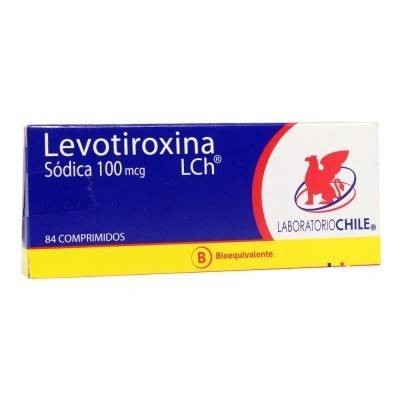 Levotiroxina
Sódica 100 mcg LCh®
84 COMPRIMIDOS
LABORATORIOCHILE®
B Bioequivalente